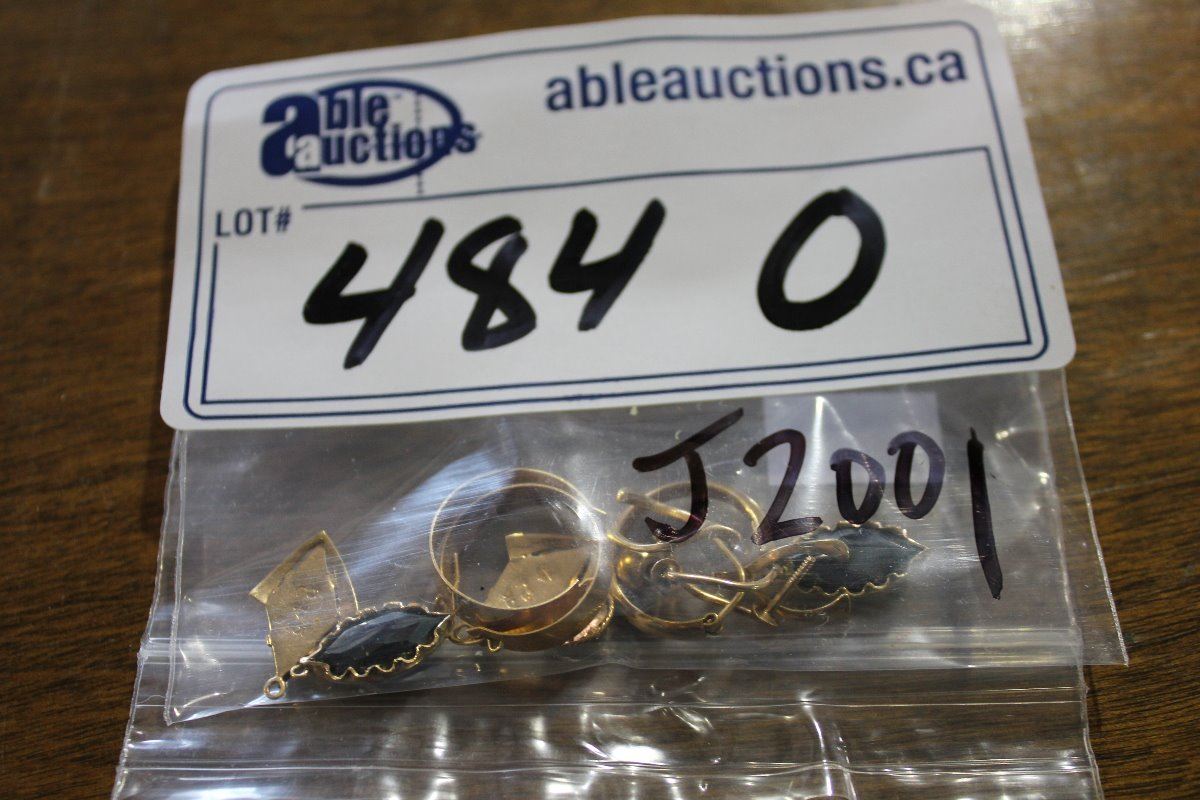 able auctions
ableauctions.ca
LOT#
484 0
J2001